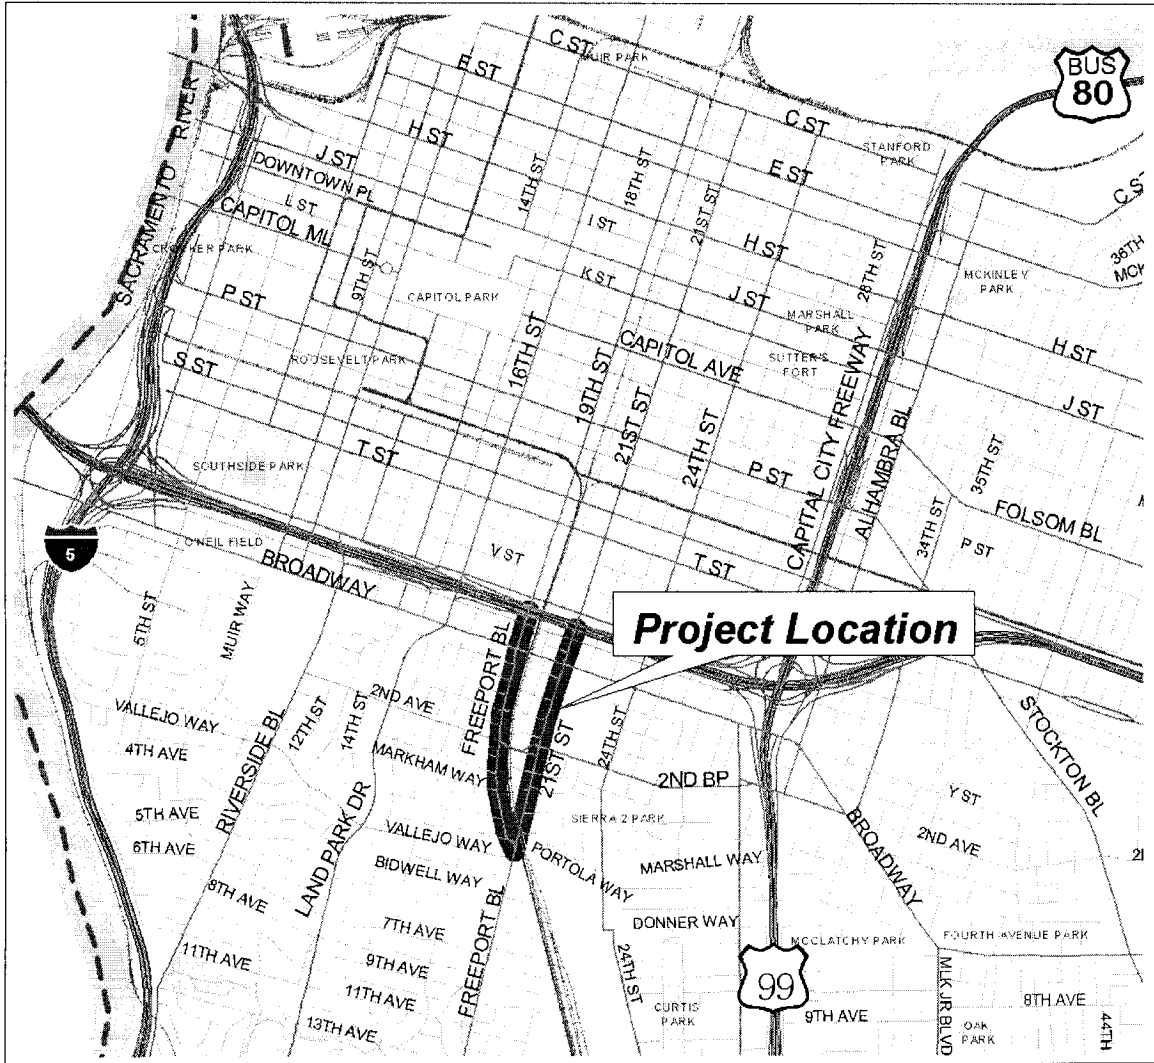 C ST
MUIR PARK
BUS
80
E ST
C ST
STANFORD
PARK
H ST
E ST
SACRAMENTO RIVER
J ST
DOWNTOWN PL
14TH ST
18TH ST
21ST ST
C ST
L ST
CAPITOL ML
I ST
H ST
28TH ST
36TH
MCK
CROCKER PARK
9TH ST
K ST
MCKINLEY
PARK
P ST
CAPITOL PARK
J ST
MARSHALL
PARK
ROOSEVELT PARK
16TH ST
CAPITOL AVE
SUTTER'S
FORT
H ST
S ST
19TH ST
21ST ST
24TH ST
CAPITAL CITY FREEWAY
ALHAMBRA BL
J ST
T ST
P ST
35TH ST
SOUTHSIDE PARK
34TH ST
FOLSOM BL
P ST
5
O'NEIL FIELD
V ST
T ST
BROADWAY
5TH ST
MUIR WAY
Project Location
FREEPORT BL
2ND AVE
VALLEJO WAY
12TH ST
14TH ST
21ST ST
24TH ST
STOCKTON BL
4TH AVE
RIVERSIDE BL
MARKHAM WAY
2ND BP
Y ST
5TH AVE
LAND PARK DR
SIERRA 2 PARK
BROADWAY
2ND AVE
6TH AVE
VALLEJO WAY
PORTOLA WAY
MARSHALL WAY
21
BIDWELL WAY
8TH AVE
FREEPORT BL
7TH AVE
DONNER WAY
11TH AVE
9TH AVE
24TH ST
MCCLATCHY PARK
FOURTH AVENUE PARK
99
11TH AVE
CURTIS
PARK
MLK JR BLVD
8TH AVE
13TH AVE
9TH AVE
OAK
PARK
44TH